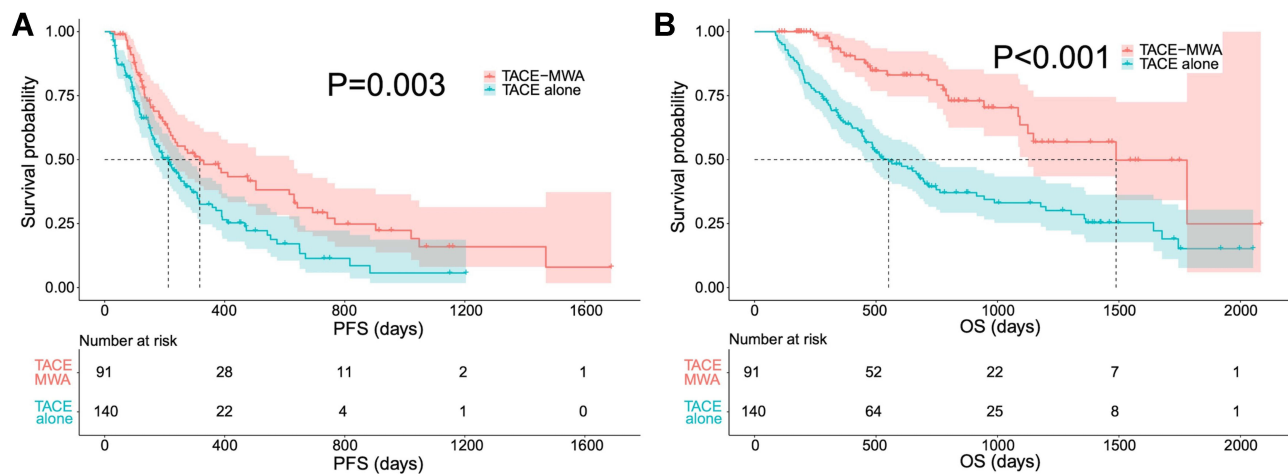 A
P=0.003
TACE-MWA
TACE alone
Survival probability
1.00
0.75
0.50
0.25
0.00
0 400 800 1200 1600
PFS (days)
Number at risk
TACE
MWA
91 28 11 2 1
TACE
alone
140 22 4 1 0
0 400 800 1200 1600
PFS (days)
B
P<0.001
TACE-MWA
TACE alone
Survival probability
1.00
0.75
0.50
0.25
0.00
0 500 1000 1500 2000
OS (days)
Number at risk
TACE
MWA
91 52 22 7 1
TACE
alone
140 64 25 8 1
0 500 1000 1500 2000
OS (days)